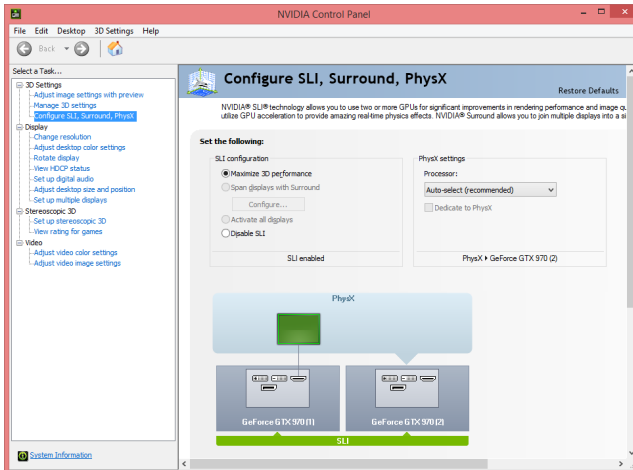 NVIDIA Control Panel
File Edit Desktop 3D Settings Help
Back
Select a Task...
3D Settings
Adjust image settings with preview
Manage 3D settings
Configure SLI, Surround, PhysX
Display
Change resolution
Adjust desktop color settings
Rotate display
View HDCP status
Set up digital audio
Adjust desktop size and position
Set up multiple displays
Stereoscopic 3D
Set up stereoscopic 3D
View rating for games
Video
Adjust video color settings
Adjust video image settings
System Information
Configure SLI, Surround, PhysX
Restore Defaults
NVIDIA® SLI® technology allows you to use two or more GPUs for significant improvements in rendering performance and image qu
utilize GPU acceleration to provide amazing real-time physics effects. NVIDIA® Surround allows you to join multiple displays into a si
Set the following:
SLI configuration
Maximize 3D performance
Span displays with Surround
Configure...
Activate all displays
Disable SLI
SLI enabled
PhysX settings
Processor:
Auto-select (recommended)
Dedicate to PhysX
PhysX ▸ GeForce GTX 970 (2)
PhysX
GeForce GTX 970 (1)
GeForce GTX 970 (2)
SLI